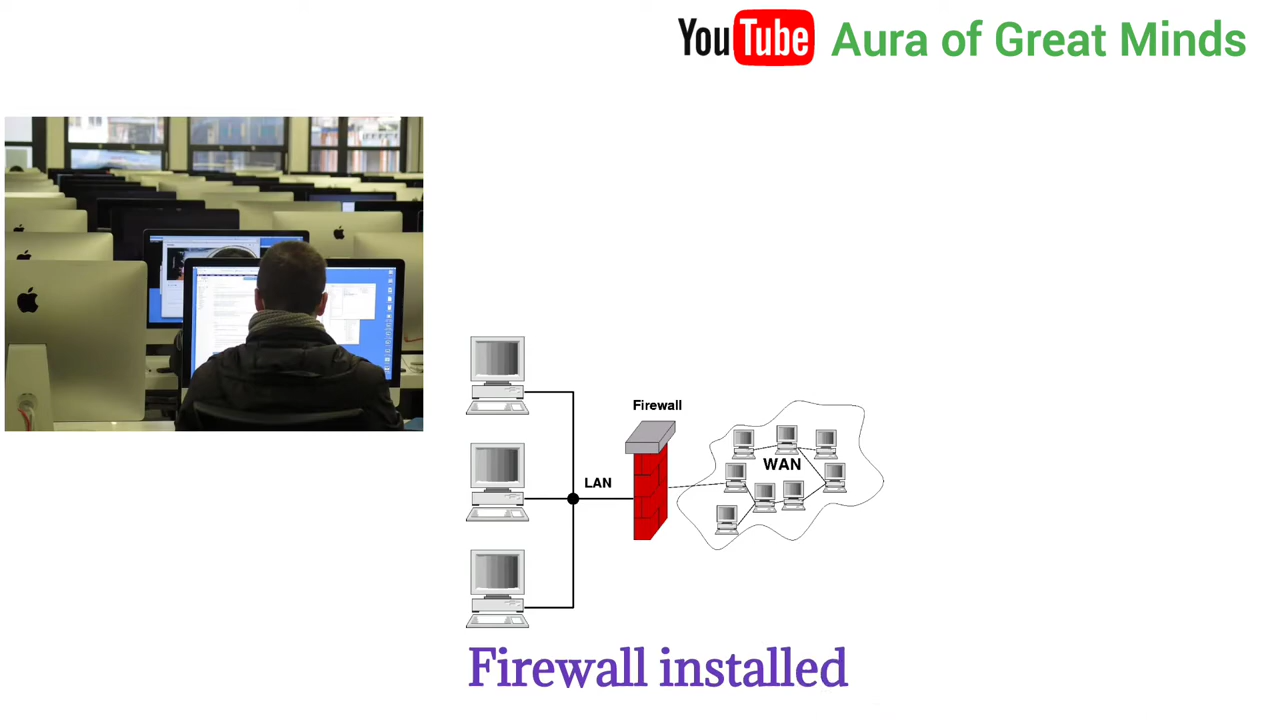 YouTube Aura of Great Minds
Firewall
LAN
WAN
Firewall installed